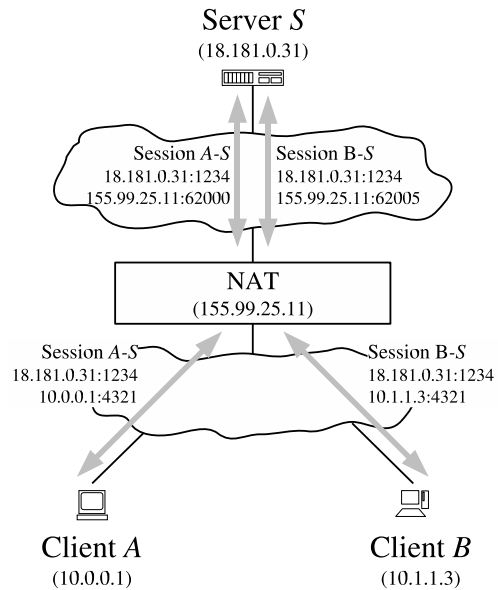 Server S
(18.181.0.31)
Session A-S
18.181.0.31:1234
155.99.25.11:62000
Session B-S
18.181.0.31:1234
155.99.25.11:62005
NAT
(155.99.25.11)
Session A-S
18.181.0.31:1234
10.0.0.1:4321
Session B-S
18.181.0.31:1234
10.1.1.3:4321
Client A
(10.0.0.1)
Client B
(10.1.1.3)